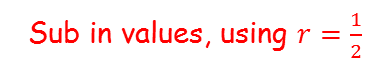 Sub in values, using r = 1/2